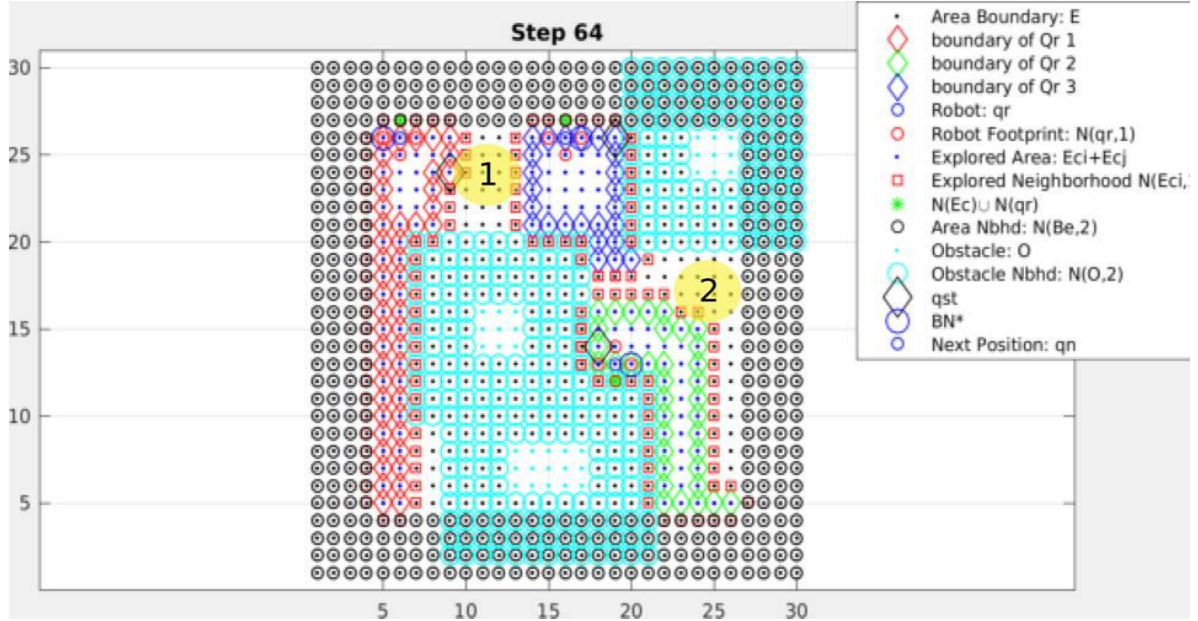 Step 64
30
25
20
15
10
5
5
10
15
20
25
30
1
2
Area Boundary: E
boundary of Qr 1
boundary of Qr 2
boundary of Qr 3
Robot: qr
Robot Footprint: N(qr,1)
Explored Area: Eci+Ecj
Explored Neighborhood N(Eci,
N(Ec)∪ N(qr)
Area Nbhd: N(Be,2)
Obstacle: O
Obstacle Nbhd: N(O,2)
qst
BN*
Next Position: qn